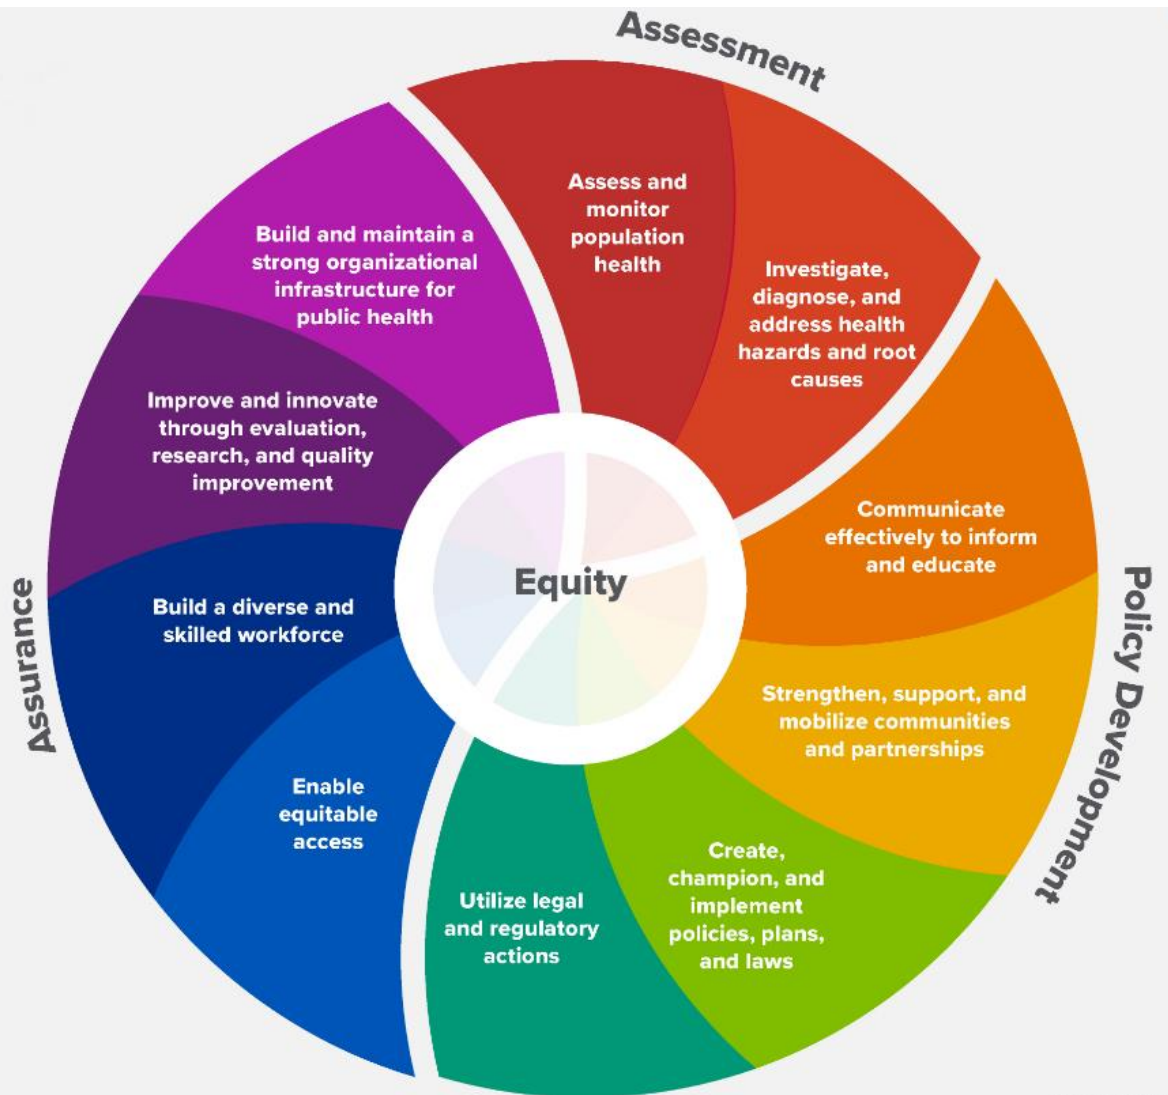 Assessment
Assess and
monitor
population
health
Investigate,
diagnose, and
address health
hazards and root
causes
Policy Development
Communicate
effectively to inform
and educate
Strengthen, support, and
mobilize communities
and partnerships
Create,
champion, and
implement
policies, plans,
and laws
Utilize legal
and regulatory
actions
Assurance
Enable
equitable
access
Build a diverse and
skilled workforce
Improve and innovate
through evaluation,
research, and quality
improvement
Build and maintain a
strong organizational
infrastructure for
public health
Equity